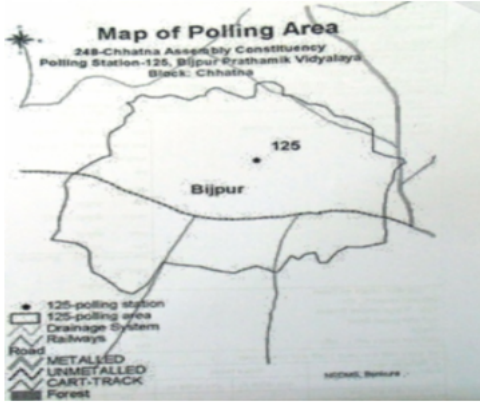 Map of Polling Area
248-Chhatna Assembly Constituency
Polling Station-125, Bijpur Prathamik Vidyalaya
Block: Chhatna
125
Bijpur
125-polling station
125-polling area
Drainage System
Railways
Road
METALLED
UNMETALLED
CART-TRACK
Forest